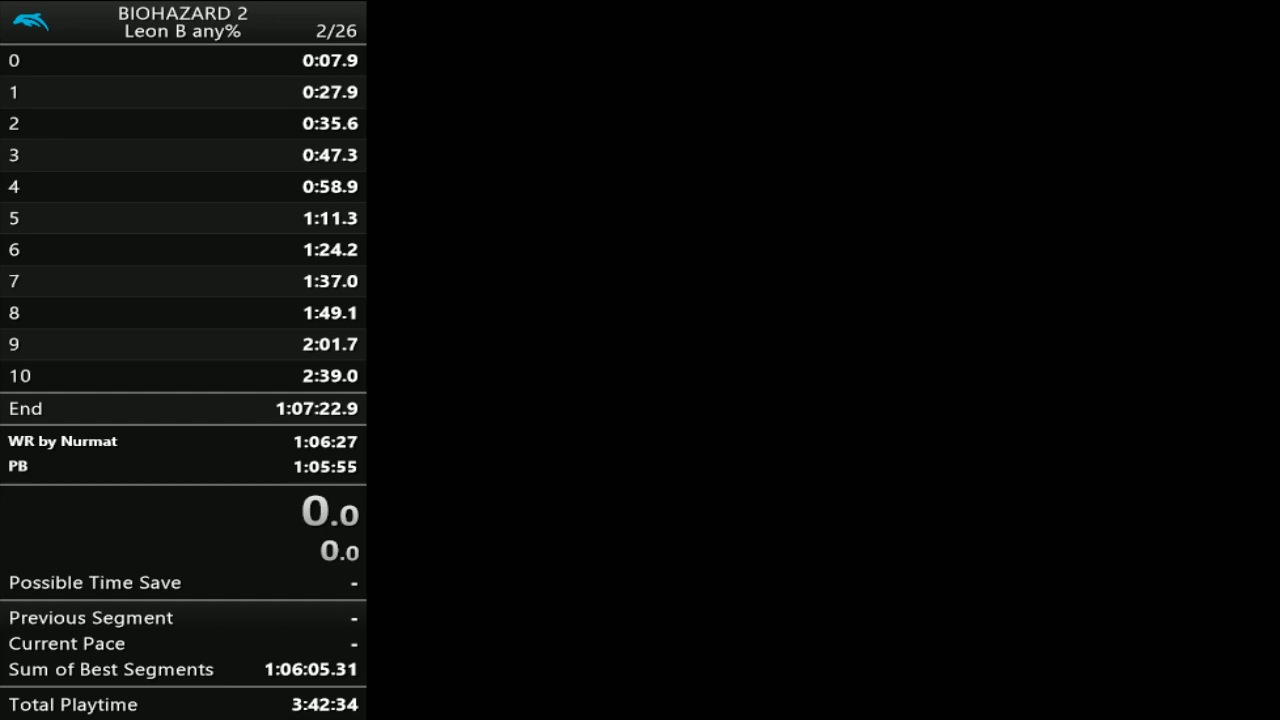 BIOHAZARD 2
Leon B any% 2/26
0 0:07.9
1 0:27.9
2 0:35.6
3 0:47.3
4 0:58.9
5 1:11.3
6 1:24.2
7 1:37.0
8 1:49.1
9 2:01.7
10 2:39.0
End 1:07:22.9
WR by Nurmat 1:06:27
PB 1:05:55
0.0
0.0
Possible Time Save -
Previous Segment -
Current Pace -
Sum of Best Segments 1:06:05.31
Total Playtime 3:42:34